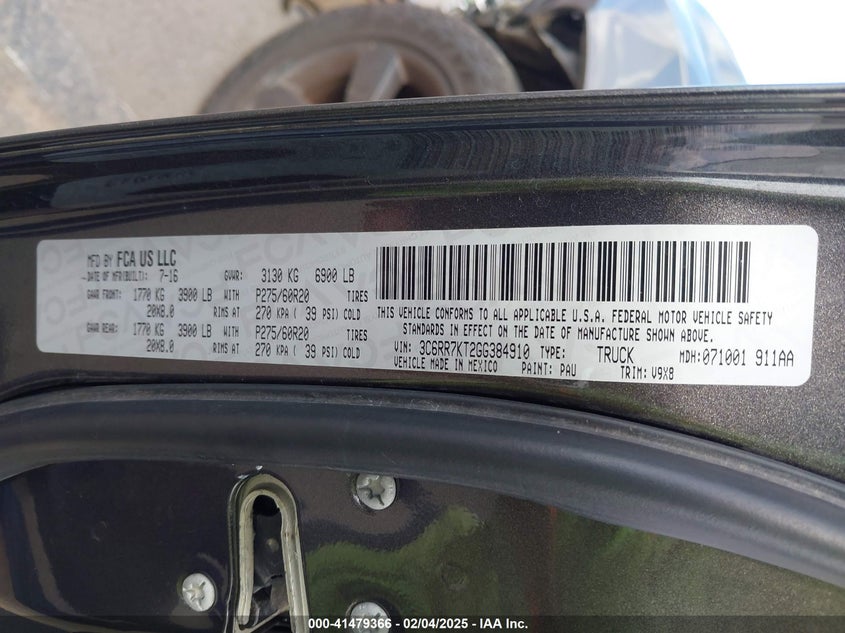 MFD BY FCA US LLC
DATE OF MFR(BUILT): 7-16 GVWR: 3130 KG 6900 LB
GAWR FRONT: 1770 KG 3900 LB WITH P275/60R20 TIRES
20X8.0 RIMS AT 270 KPA ( 39 PSI) COLD
GAWR REAR: 1770 KG 3900 LB WITH P275/60R20 TIRES
20X8.0 RIMS AT 270 KPA ( 39 PSI) COLD
THIS VEHICLE CONFORMS TO ALL APPLICABLE U.S.A. FEDERAL MOTOR VEHICLE SAFETY
STANDARDS IN EFFECT ON THE DATE OF MANUFACTURE SHOWN ABOVE.
VIN: 3C6RR7KT2GG384910 TYPE: TRUCK MDH:071001 911AA
VEHICLE MADE IN MEXICO PAINT: PAU TRIM: V9X8
000-41479366 - 02/04/2025 - IAA Inc.